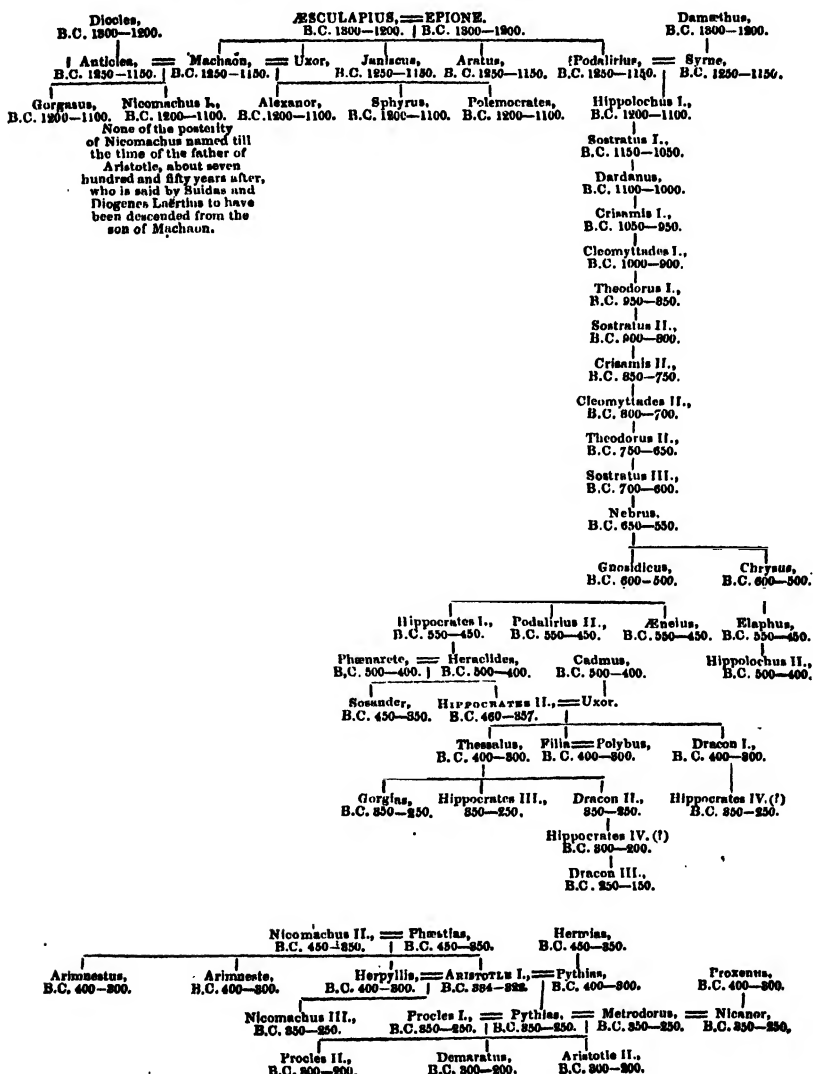 Diocles, ÆSCULAPIUS, == EPIONE. Damæthus,
B.C. 1300—1200. B.C. 1300—1200. | B.C. 1300—1200. B.C. 1300—1200.
Anticlea, == Machaon, == Uxor, Janiscus, Aratus, Podalirius, == Syrne,
B.C. 1250—1150. B.C. 1250—1150. B.C. 1250—1150. B.C. 1250—1150. B.C. 1250—1150. B.C. 1250—1150.
Gorgasus, Nicomachus I., Alexanor, Sphyrus, Polemocrates, Hippolochus I.,
B.C. 1200—1100. B.C. 1200—1100. B.C. 1200—1100. B.C. 1200—1100. B.C. 1200—1100. B.C. 1200—1100.
None of the posterity
of Nicomachus named till
the time of the father of
Aristotle, about seven
hundred and fifty years after,
who is said by Suidas and
Diogenes Laërtius to have
been descended from the
son of Machaon.
Sostratus I.,
B.C. 1150—1050.
Dardanus,
B.C. 1100—1000.
Crisamis I.,
B.C. 1050—950.
Cleomyttades I.,
B.C. 1000—900.
Theodorus I.,
B.C. 950—850.
Sostratus II.,
B.C. 900—800.
Crisamis II.,
B.C. 850—750.
Cleomyttades II.,
B.C. 800—700.
Theodorus II.,
B.C. 750—650.
Sostratus III.,
B.C. 700—600.
Nebrus,
B.C. 650—550.
Gnosidicus, Chrysus,
B.C. 600—500. B.C. 600—500.
Hippocrates I., Podalirius II., Æneius, Elaphus,
B.C. 550—450. B.C. 550—450. B.C. 550—450. B.C. 550—450.
Phænarete, == Heraclides, Cadmus, Hippolochus II.,
B.C. 500—400. | B.C. 500—400. B.C. 500—400. B.C. 500—400.
Sosander, HIPPOCRATES II., == Uxor.
B.C. 450—350. B.C. 460—357.
Thessalus, Filia == Polybus, Dracon I.,
B.C. 400—300. B.C. 400—300. B.C. 400—300.
Gorgias, Hippocrates III., Dracon II., Hippocrates IV. (?)
B.C. 350—250. 350—250. 350—250. B.C. 350—250.
Hippocrates IV. (?)
B.C. 300—200.
Dracon III.,
B.C. 250—150.
Nicomachus II., == Phæstias, Hermias,
B.C. 450—350. B.C. 450—350. B.C. 450—350.
Arimnestus, Arimneste, Herpyllis, == ARISTOTLE I., == Pythias, Proxenus,
B.C. 400—300. B.C. 400—300. B.C. 400—300. B.C. 384—322. B.C. 400—300. B.C. 400—300.
Nicomachus III., Procles I., == Pythias, == Metrodorus, == Nicanor,
B.C. 350—250. B.C. 350—250. | B.C. 350—250. B.C. 350—250. B.C. 350—250,
Procles II., Demaratus, Aristotle II.,
B.C. 300—200. B.C. 300—200. B.C. 300—200.